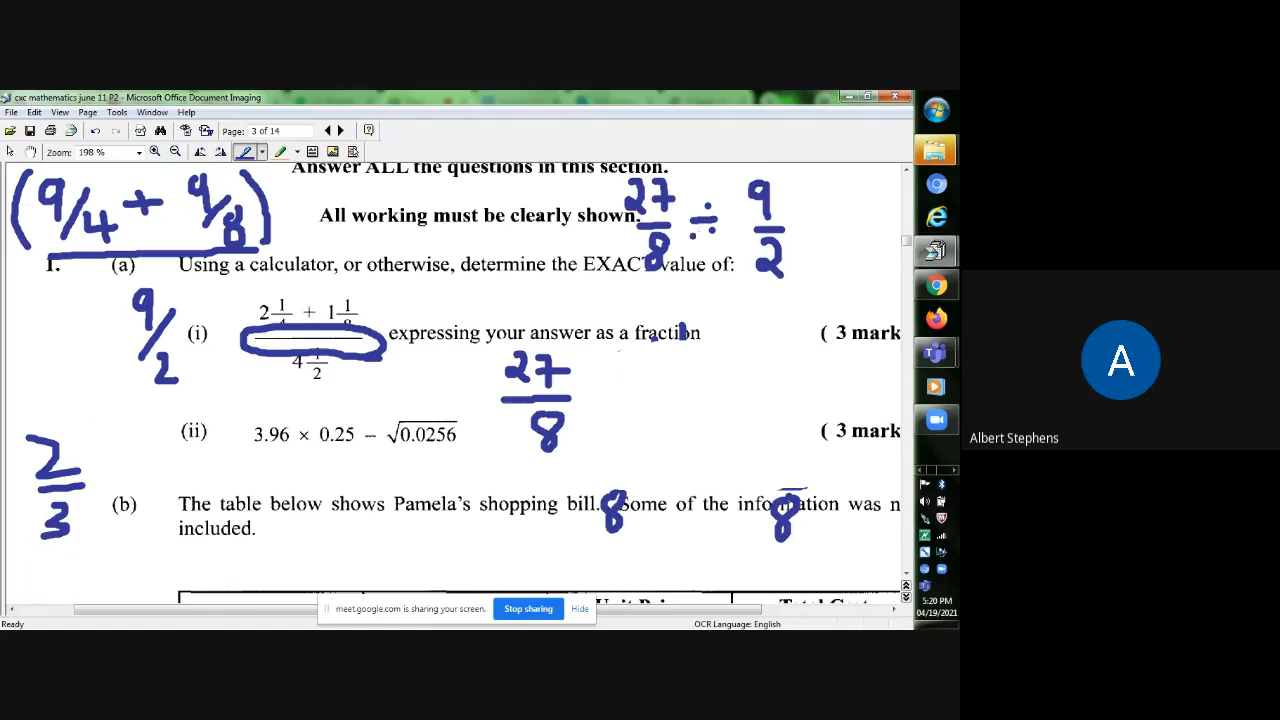 cxc mathematics june 11 P2 - Microsoft Office Document Imaging
File Edit View Page Tools Window Help
Page: 3 of 14
Zoom: 198 %
Answer ALL the questions in this section.
(9/4 + 9/8)
All working must be clearly shown.
27/8 ÷ 9/2
1. (a) Using a calculator, or otherwise, determine the EXACT value of:
9/2
(i) 2 1/4 + 1 1/8
4 1/2
expressing your answer as a fraction ( 3 mark
27/8
(ii) 3.96 × 0.25 − √0.0256 ( 3 mark
2/3
(b) The table below shows Pamela's shopping bill. Some of the information was n
8 8
included.
Unit Pri
Total Cost
meet.google.com is sharing your screen. Stop sharing Hide
Ready OCR Language: English
5:20 PM
04/19/2021
A
Albert Stephens